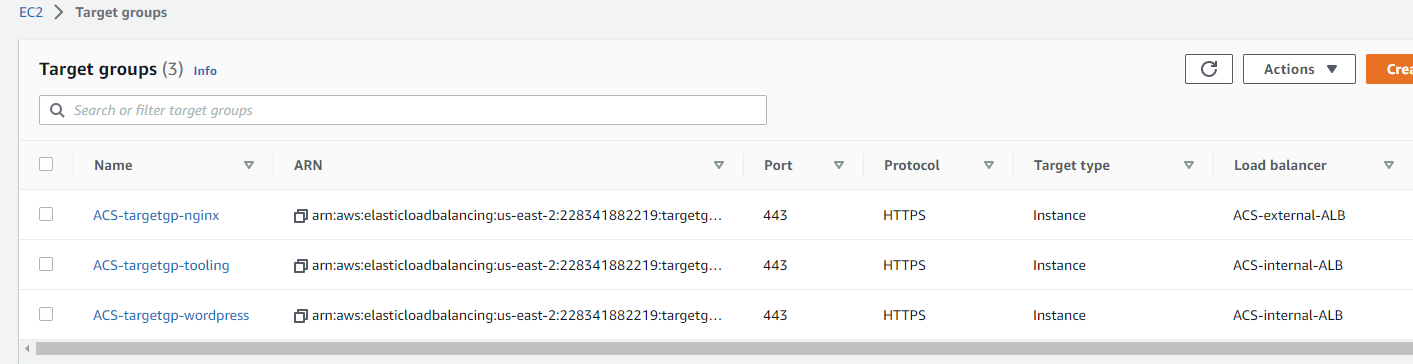 EC2 > Target groups
Target groups (3) Info
Actions
Search or filter target groups
Name ARN Port Protocol Target type Load balancer
ACS-targetgp-nginx arn:aws:elasticloadbalancing:us-east-2:228341882219:targetg... 443 HTTPS Instance ACS-external-ALB
ACS-targetgp-tooling arn:aws:elasticloadbalancing:us-east-2:228341882219:targetg... 443 HTTPS Instance ACS-internal-ALB
ACS-targetgp-wordpress arn:aws:elasticloadbalancing:us-east-2:228341882219:targetg... 443 HTTPS Instance ACS-internal-ALB